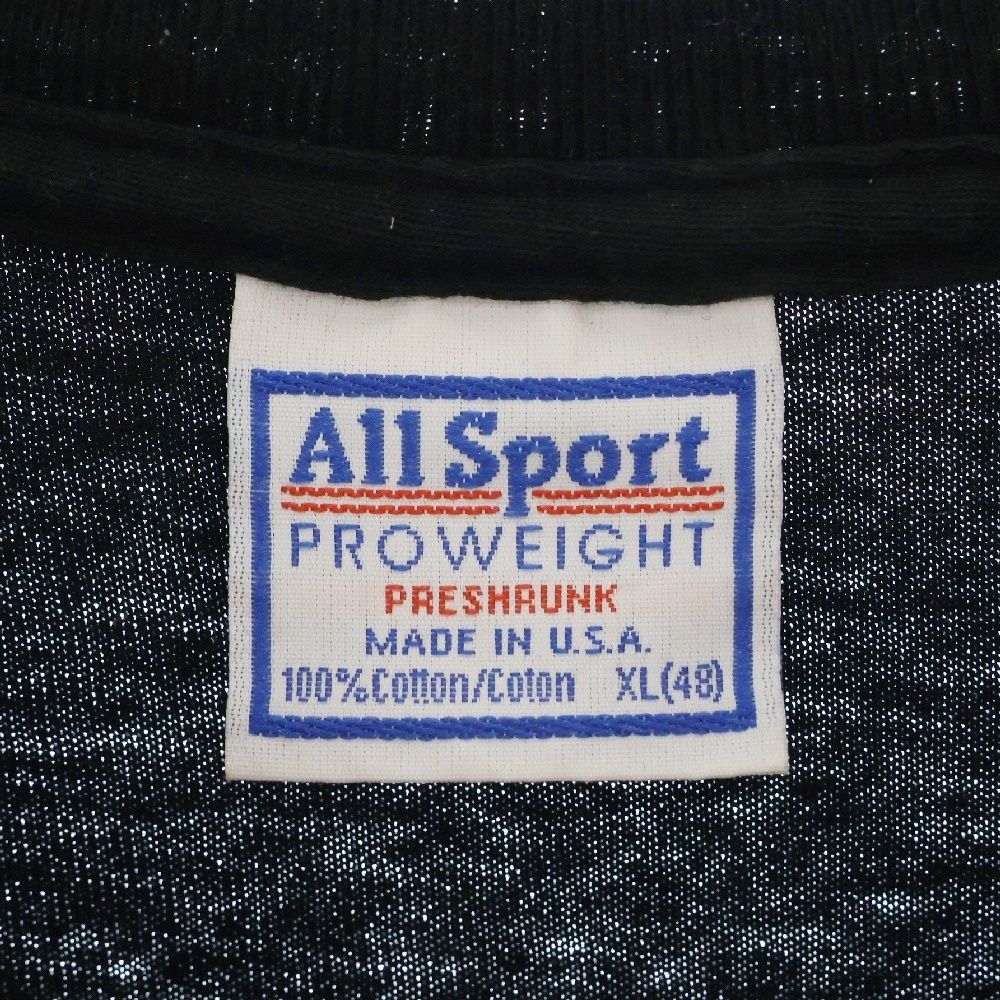 All Sport
PROWEIGHT
PRESHRUNK
MADE IN U.S.A.
100% Cotton/Coton XL(48)